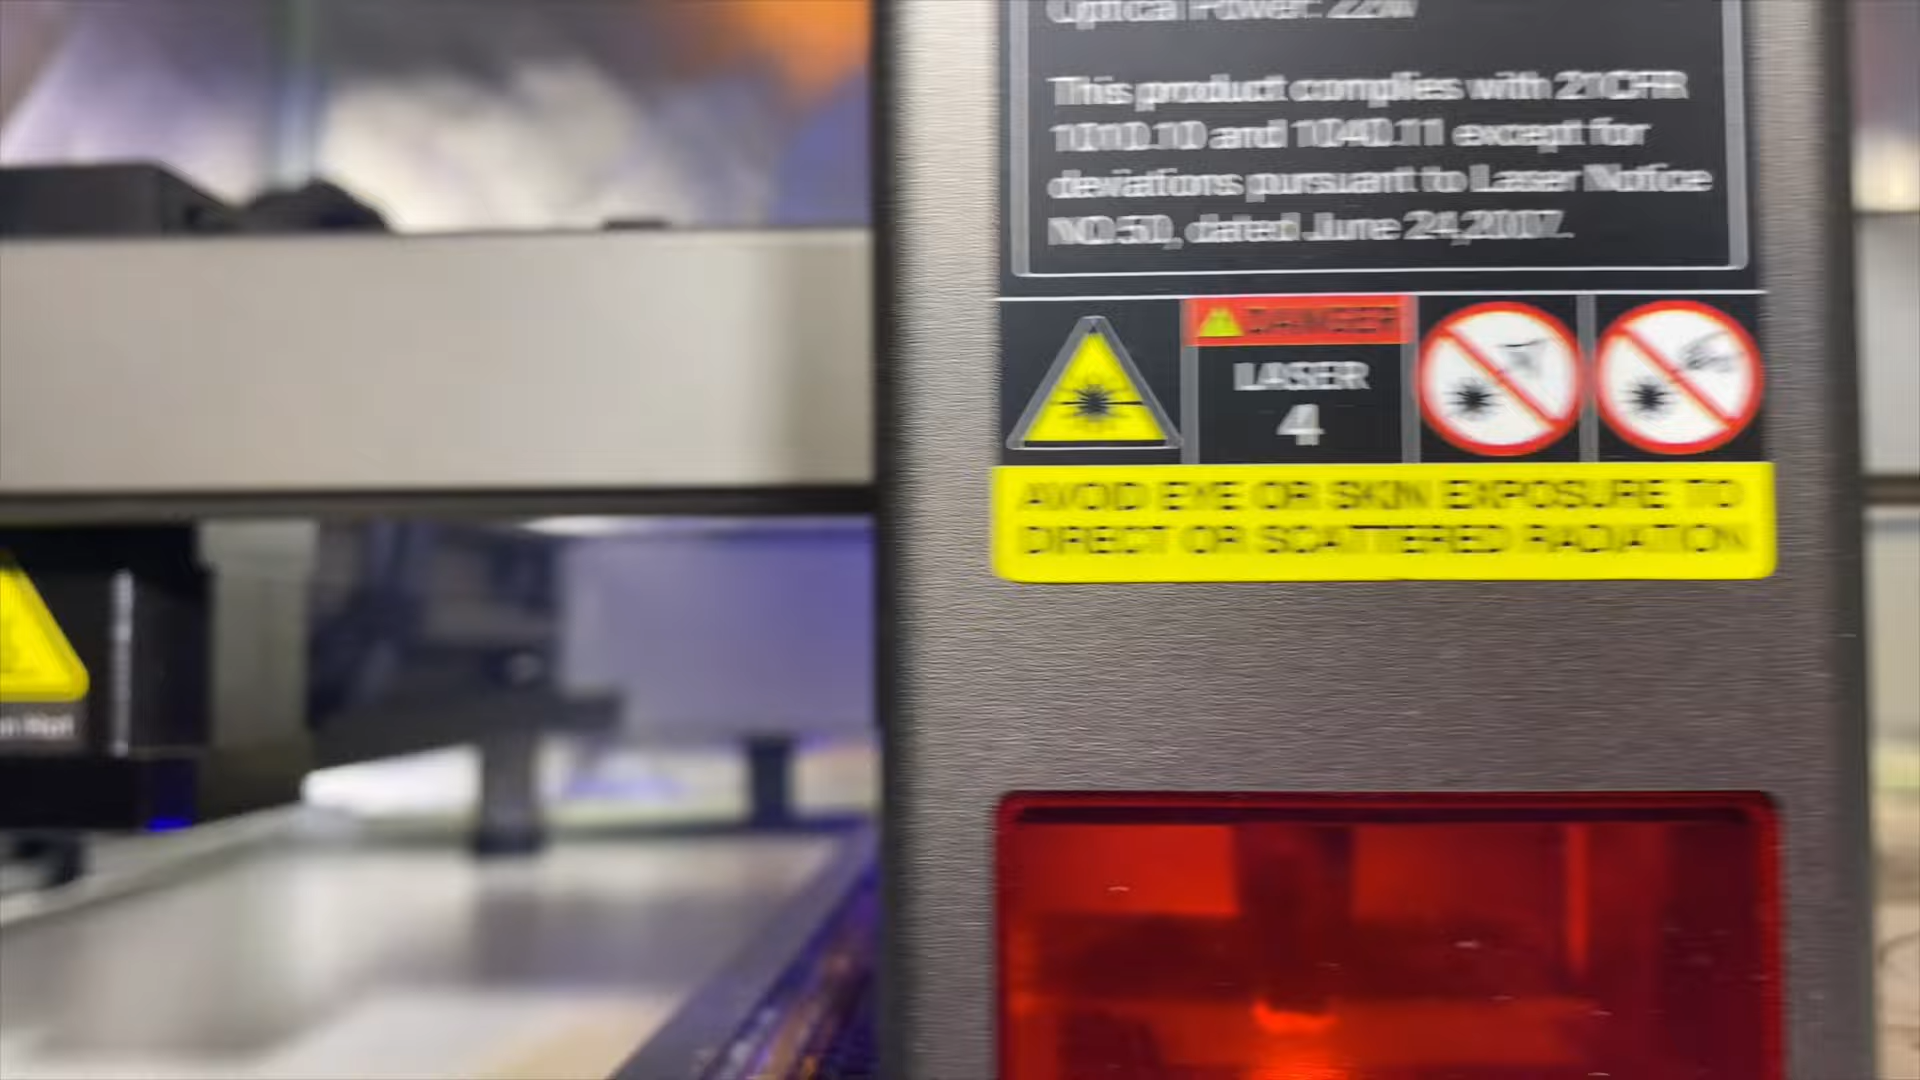 Optical Power: 22W
This product complies with 21CFR
1010.10 and 1040.11 except for
deviations pursuant to Laser Notice
NO.50, dated June 24,2007.
DANGER
LASER
4
AVOID EYE OR SKIN EXPOSURE TO
DIRECT OR SCATTERED RADIATION